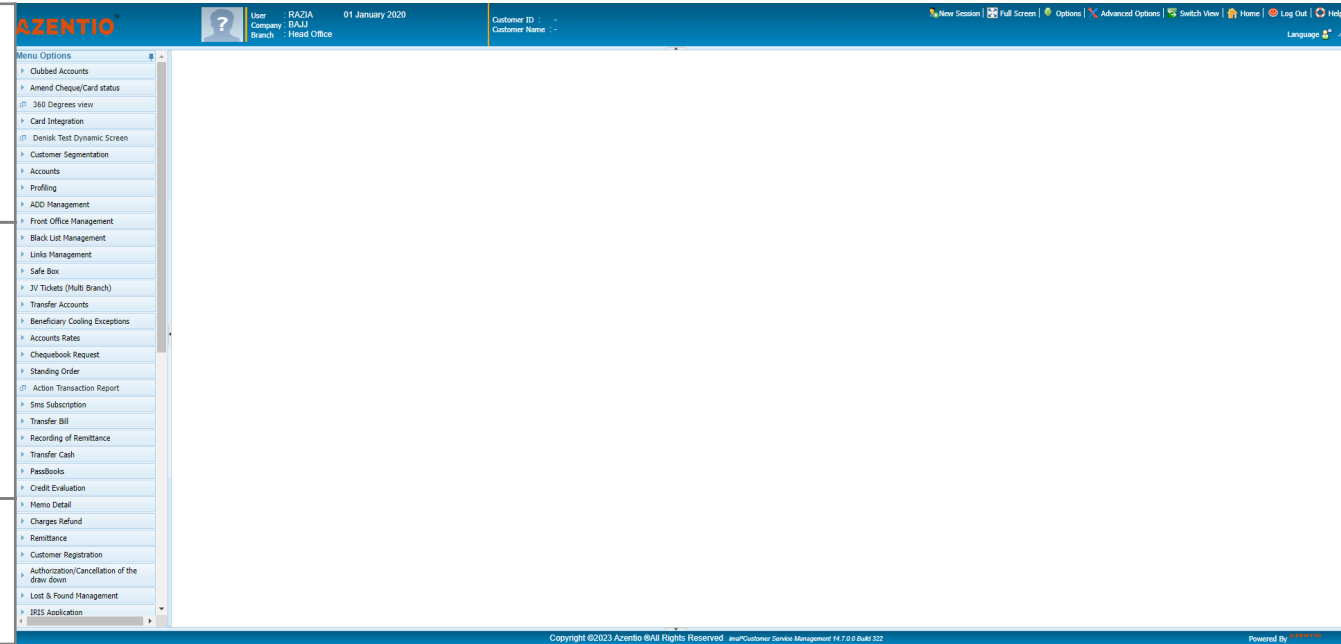 AZENTIO™
User : RAZIA 01 January 2020
Company : BAJJ
Branch : Head Office
Customer ID : -
Customer Name : -
New Session | Full Screen | Options | Advanced Options | Switch View | Home | Log Out | Help
Language
Menu Options
Clubbed Accounts
Amend Cheque/Card status
360 Degrees view
Card Integration
Denisk Test Dynamic Screen
Customer Segmentation
Accounts
Profiling
ADD Management
Front Office Management
Black List Management
Links Management
Safe Box
JV Tickets (Multi Branch)
Transfer Accounts
Beneficiary Cooling Exceptions
Accounts Rates
Chequebook Request
Standing Order
Action Transaction Report
Sms Subscription
Transfer Bill
Recording of Remittance
Transfer Cash
PassBooks
Credit Evaluation
Memo Detail
Charges Refund
Remittance
Customer Registration
Authorization/Cancellation of the
draw down
Lost & Found Management
IRIS Application
Copyright ©2023 Azentio ®All Rights Reserved imal®Customer Service Management 14.7.0.0 Build 322
Powered By AZENTIO